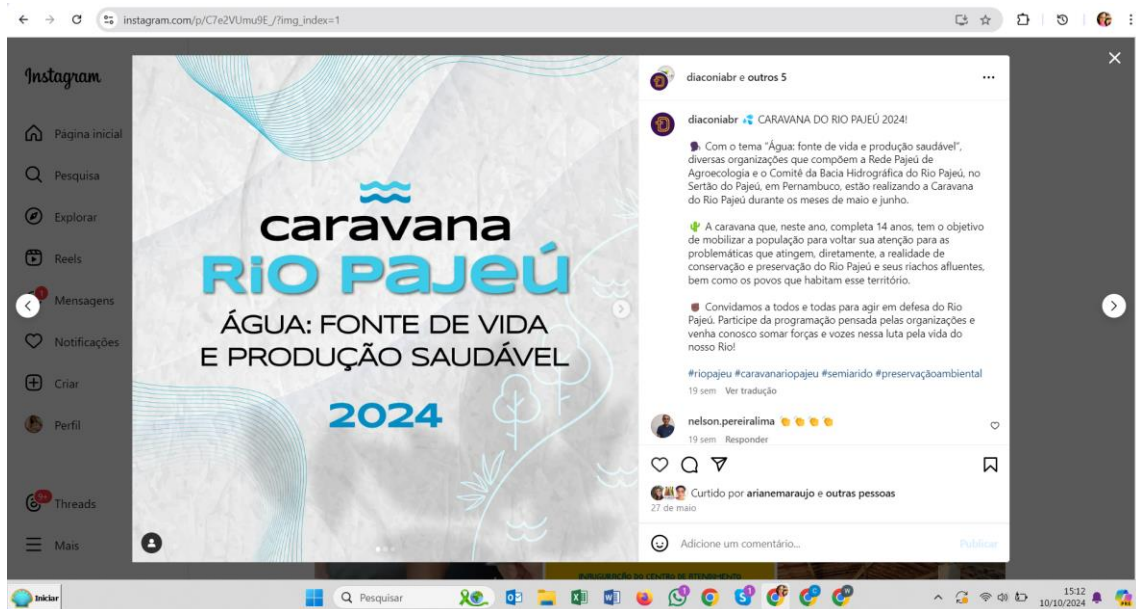 instagram.com/p/C7e2VUmu9E_/?img_index=1
Instagram
Página inicial
Pesquisa
Explorar
Reels
Mensagens
Notificações
Criar
Perfil
9+
Threads
Mais
caravana
RiO Pajeú
ÁGUA: FONTE DE VIDA
E PRODUÇÃO SAUDÁVEL
2024
diaconiabr e outros 5
diaconiabr 💦 CARAVANA DO RIO PAJEÚ 2024!
🗣 Com o tema "Água: fonte de vida e produção saudável",
diversas organizações que compõem a Rede Pajeú de
Agroecologia e o Comitê da Bacia Hidrográfica do Rio Pajeú, no
Sertão do Pajeú, em Pernambuco, estão realizando a Caravana
do Rio Pajeú durante os meses de maio e junho.
🌵 A caravana que, neste ano, completa 14 anos, tem o objetivo
de mobilizar a população para voltar sua atenção para as
problemáticas que atingem, diretamente, a realidade de
conservação e preservação do Rio Pajeú e seus riachos afluentes,
bem como os povos que habitam esse território.
✊🏿 Convidamos a todos e todas para agir em defesa do Rio
Pajeú. Participe da programação pensada pelas organizações e
venha conosco somar forças e vozes nessa luta pela vida do
nosso Rio!
#riopajeu #caravanariopajeu #semiarido #preservaçãoambiental
19 sem Ver tradução
nelson.pereiralima 👏👏👏👏
19 sem Responder
Curtido por arianemaraujo e outras pessoas
27 de maio
Adicione um comentário...
Publicar
INAUGURAÇÃO DO CENTRO DE ATENDIMENTO
Iniciar
Pesquisar
15:12
10/10/2024